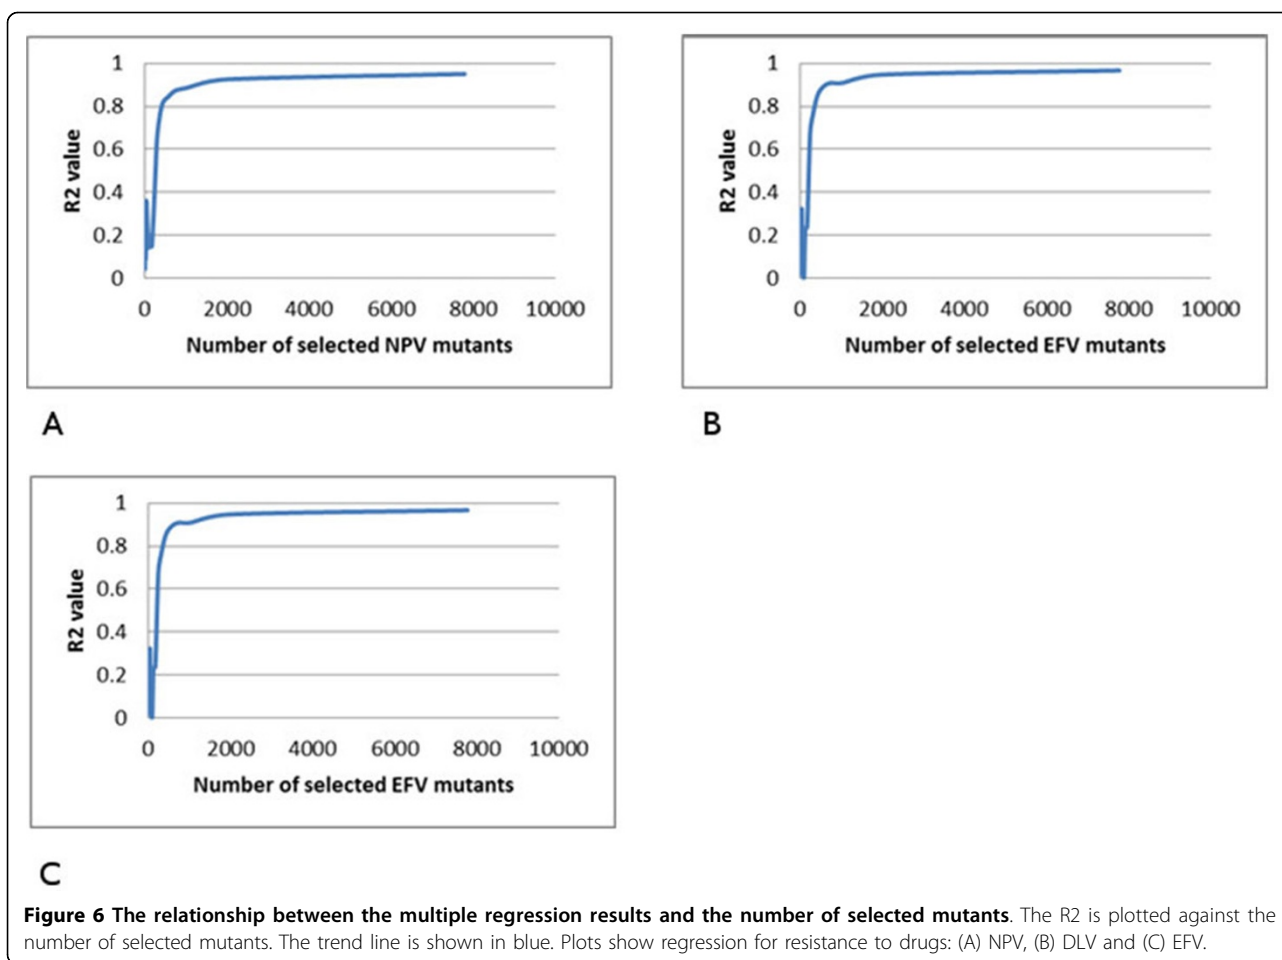 1
0.8
0.6
0.4
0.2
0
R2 value
0 2000 4000 6000 8000 10000
Number of selected NPV mutants
A
1
0.8
0.6
0.4
0.2
0
R2 value
0 2000 4000 6000 8000 10000
Number of selected EFV mutants
B
1
0.8
0.6
0.4
0.2
0
R2 value
0 2000 4000 6000 8000 10000
Number of selected EFV mutants
C
Figure 6 The relationship between the multiple regression results and the number of selected mutants. The R2 is plotted against the
number of selected mutants. The trend line is shown in blue. Plots show regression for resistance to drugs: (A) NPV, (B) DLV and (C) EFV.